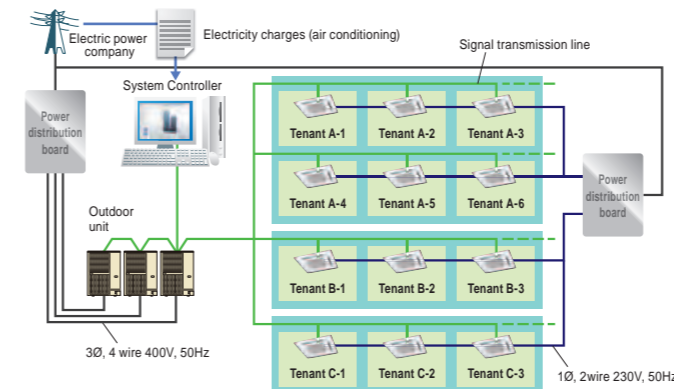 Electric power
company
Electricity charges (air conditioning)
Signal transmission line
System Controller
Power
distribution
board
Tenant A-1
Tenant A-2
Tenant A-3
Tenant A-4
Tenant A-5
Tenant A-6
Power
distribution
board
Outdoor
unit
Tenant B-1
Tenant B-2
Tenant B-3
3Ø, 4 wire 400V, 50Hz
Tenant C-1
Tenant C-2
Tenant C-3
1Ø, 2wire 230V, 50Hz